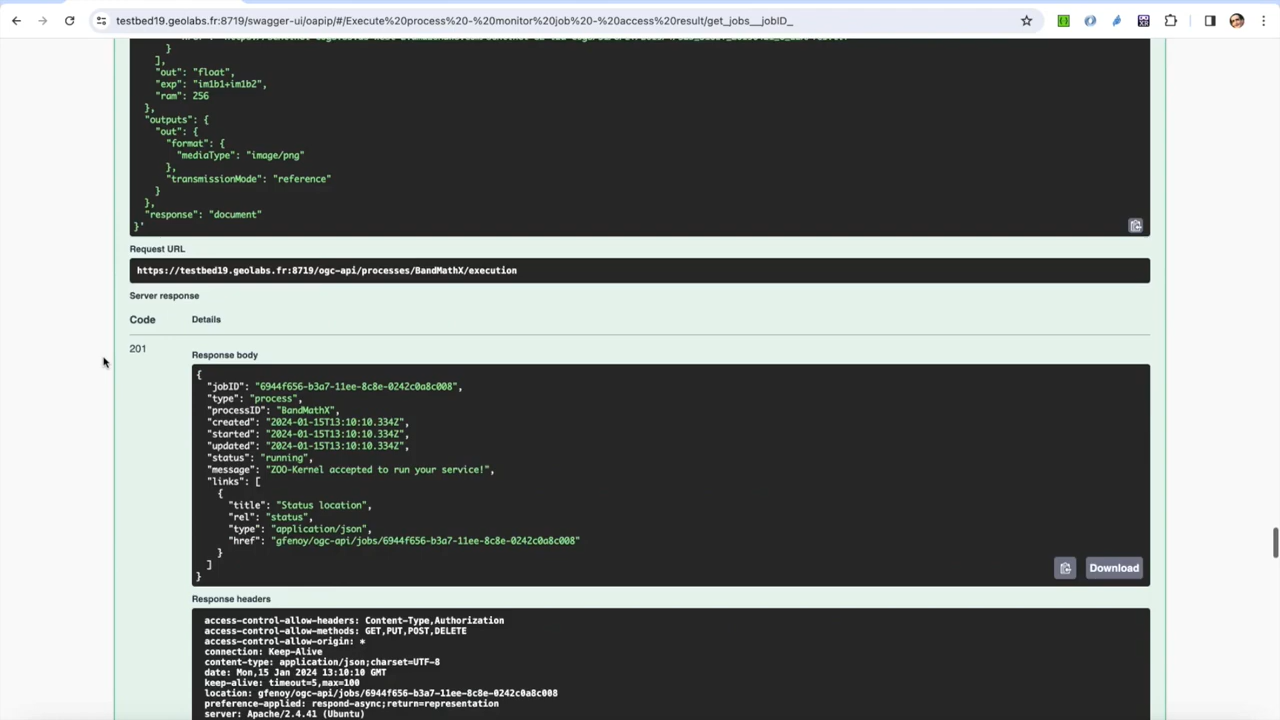 testbed19.geolabs.fr:8719/swagger-ui/oapip/#/Execute%20process%20-%20monitor%20job%20-%20access%20result/get_jobs__jobID_
}
],
"out": "float",
"exp": "im1b1+im1b2",
"ram": 256
},
"outputs": {
"out": {
"format": {
"mediaType": "image/png"
},
"transmissionMode": "reference"
}
},
"response": "document"
}'
Request URL
https://testbed19.geolabs.fr:8719/ogc-api/processes/BandMathX/execution
Server response
Code Details
201
Response body
{
"jobID": "6944f656-b3a7-11ee-8c8e-0242c0a8c008",
"type": "process",
"processID": "BandMathX",
"created": "2024-01-15T13:10:10.334Z",
"started": "2024-01-15T13:10:10.334Z",
"updated": "2024-01-15T13:10:10.334Z",
"status": "running",
"message": "ZOO-Kernel accepted to run your service!",
"links": [
{
"title": "Status location",
"rel": "status",
"type": "application/json",
"href": "gfenoy/ogc-api/jobs/6944f656-b3a7-11ee-8c8e-0242c0a8c008"
}
]
}
Download
Response headers
access-control-allow-headers: Content-Type,Authorization
access-control-allow-methods: GET,PUT,POST,DELETE
access-control-allow-origin: *
connection: Keep-Alive
content-type: application/json;charset=UTF-8
date: Mon,15 Jan 2024 13:10:10 GMT
keep-alive: timeout=5,max=100
location: gfenoy/ogc-api/jobs/6944f656-b3a7-11ee-8c8e-0242c0a8c008
preference-applied: respond-async;return=representation
server: Apache/2.4.41 (Ubuntu)